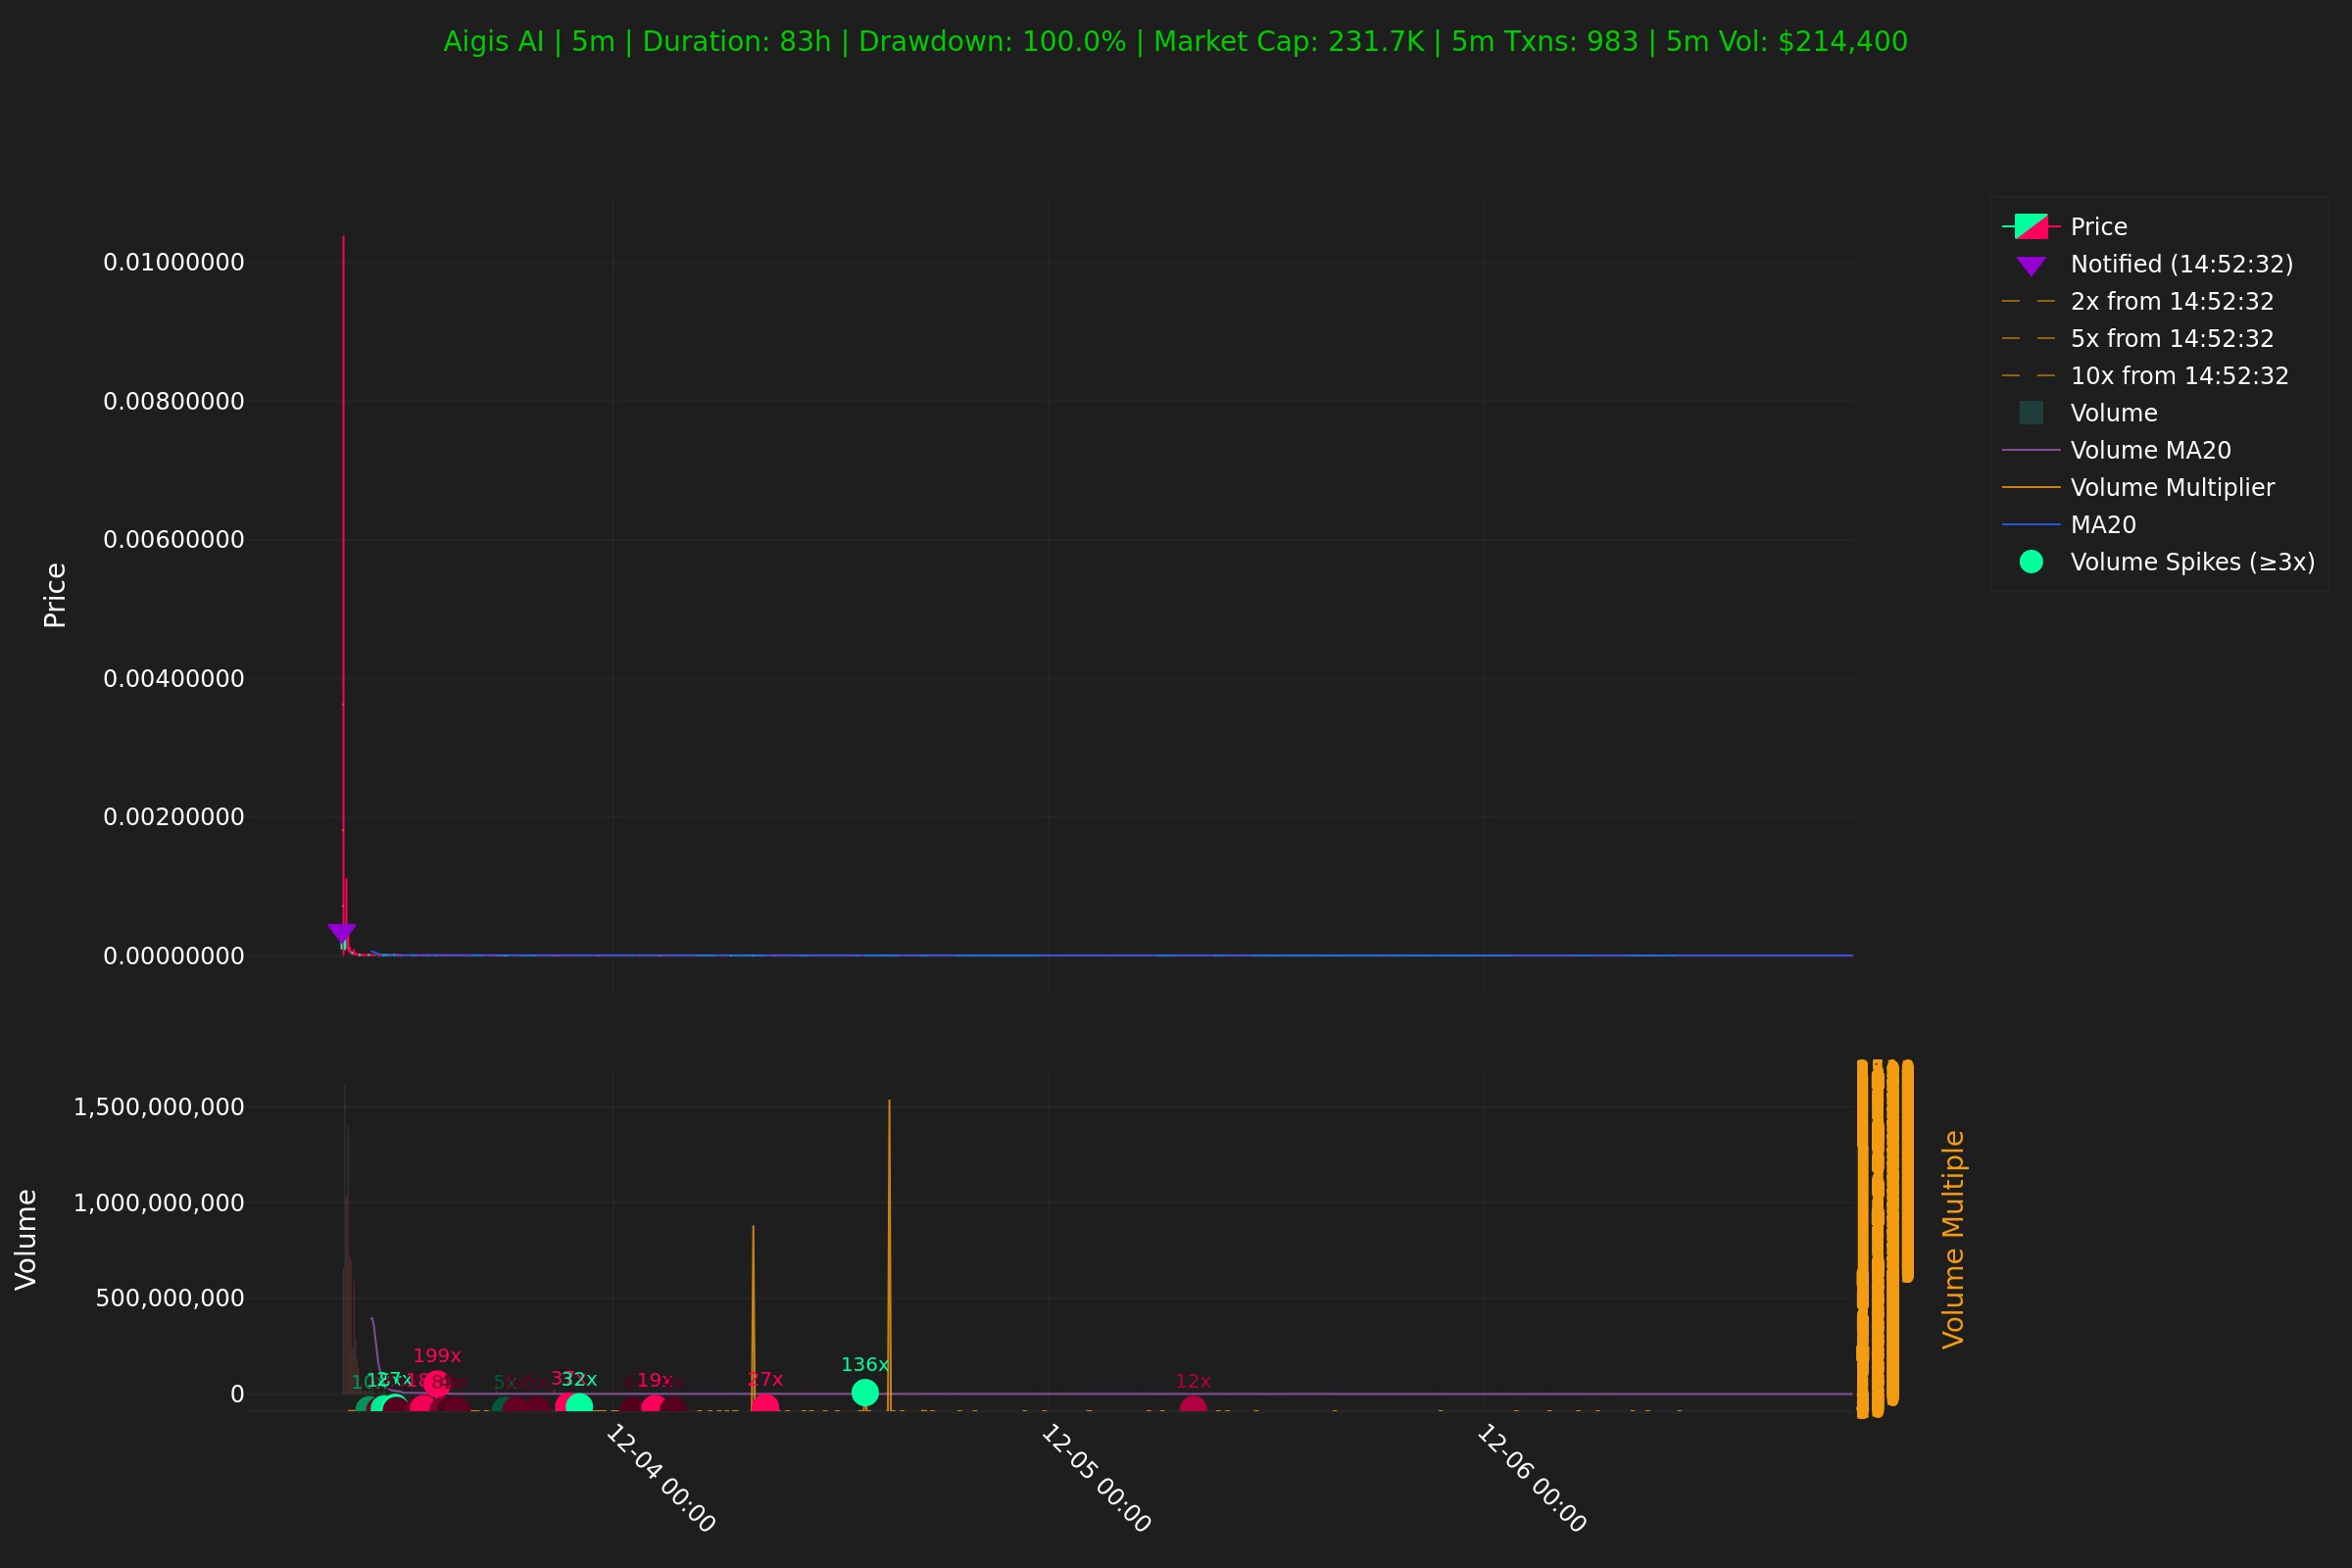 Aigis AI | 5m | Duration: 83h | Drawdown: 100.0% | Market Cap: 231.7K | 5m Txns: 983 | 5m Vol: $214,400
Price
0.01000000
0.00800000
0.00600000
0.00400000
0.00200000
0.00000000
Price
Notified (14:52:32)
2x from 14:52:32
5x from 14:52:32
10x from 14:52:32
Volume
Volume MA20
Volume Multiplier
MA20
Volume Spikes (≥3x)
Volume
1,500,000,000
1,000,000,000
500,000,000
0
199x
127x
5x
32x
19x
27x
136x
12x
Volume Multiple
12-04 00:00
12-05 00:00
12-06 00:00